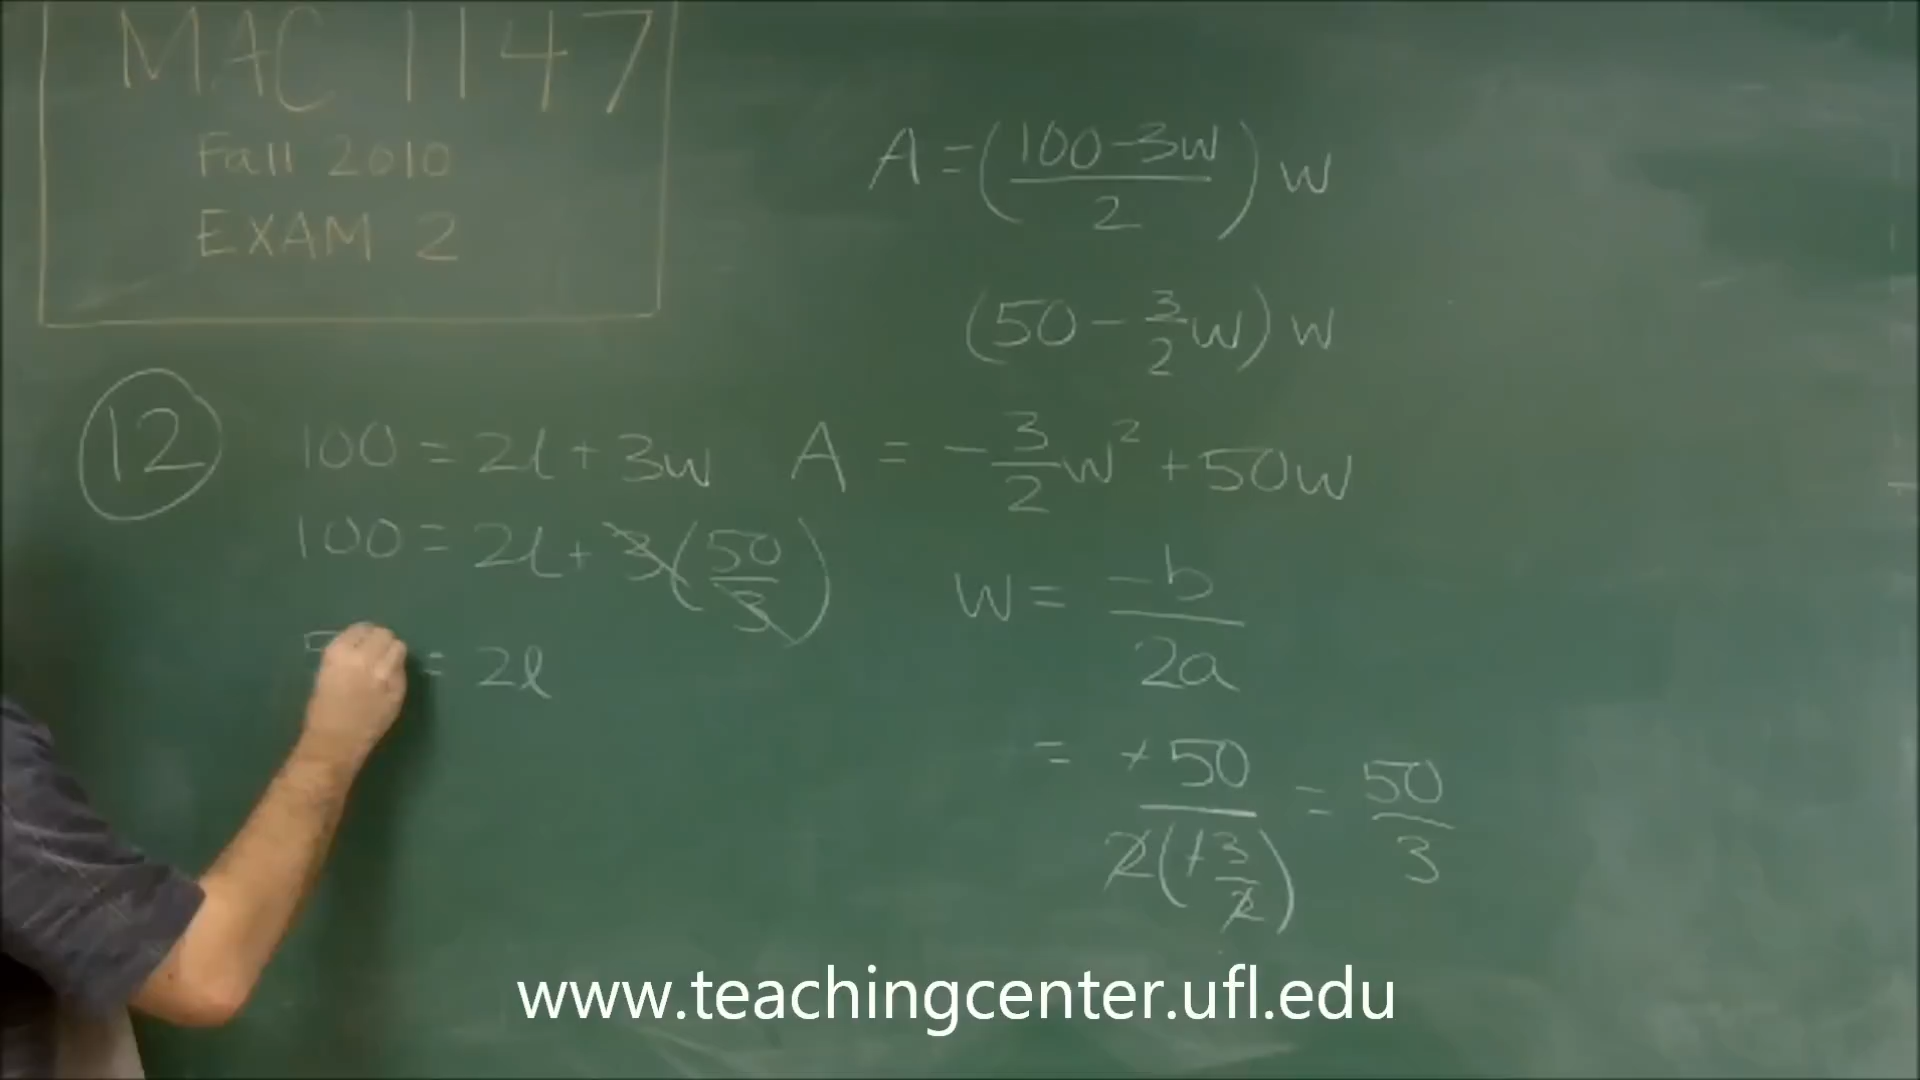 MAC 1147
Fall 2010
EXAM 2
A = (100-3w / 2) w
(50 - 3/2 w) w
12
100 = 2l + 3w
A = -3/2 w² + 50w
100 = 2l + 3(50/3)
= 2l
w = -b / 2a
= +50 / 2(+3/2) = 50/3
www.teachingcenter.ufl.edu